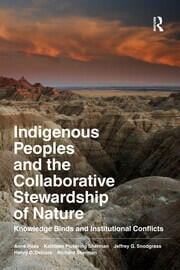 Indigenous
Peoples
and the
Collaborative
Stewardship
of Nature
Knowledge Binds and Institutional Conflicts
Anne Ross Kathleen Pickering Sherman Jeffrey G. Snodgrass
Henry D. Delcore Richard Sherman